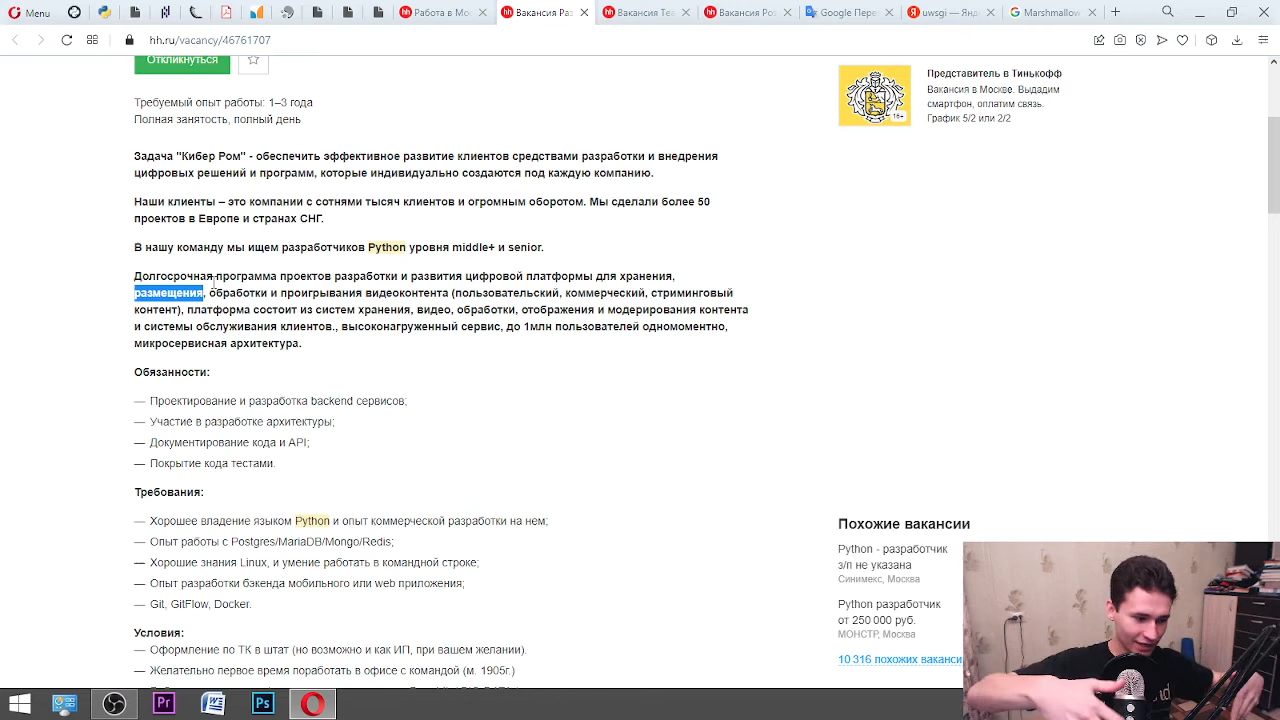 Menu
Работа в Мо
Вакансия Ра
Вакансия Теа
Вакансия Ро
Google Пере
uwsgi — Янд
Marshmallow
hh.ru/vacancy/46761707
Откликнуться
Требуемый опыт работы: 1–3 года
Полная занятость, полный день
Задача "Кибер Ром" - обеспечить эффективное развитие клиентов средствами разработки и внедрения
цифровых решений и программ, которые индивидуально создаются под каждую компанию.
Наши клиенты – это компании с сотнями тысяч клиентов и огромным оборотом. Мы сделали более 50
проектов в Европе и странах СНГ.
В нашу команду мы ищем разработчиков Python уровня middle+ и senior.
Долгосрочная программа проектов разработки и развития цифровой платформы для хранения,
размещения, обработки и проигрывания видеоконтента (пользовательский, коммерческий, стриминговый
контент), платформа состоит из систем хранения, видео, обработки, отображения и модерирования контента
и системы обслуживания клиентов., высоконагруженный сервис, до 1млн пользователей одномоментно,
микросервисная архитектура.
Обязанности:
— Проектирование и разработка backend сервисов;
— Участие в разработке архитектуры;
— Документирование кода и API;
— Покрытие кода тестами.
Требования:
— Хорошее владение языком Python и опыт коммерческой разработки на нем;
— Опыт работы с Postgres/MariaDB/Mongo/Redis;
— Хорошие знания Linux, и умение работать в командной строке;
— Опыт разработки бэкенда мобильного или web приложения;
— Git, GitFlow, Docker.
Условия:
— Оформление по ТК в штат (но возможно и как ИП, при вашем желании).
— Желательно первое время поработать в офисе с командой (м. 1905г.)
Представитель в Тинькофф
Вакансия в Москве. Выдадим
смартфон, оплатим связь.
График 5/2 или 2/2
16+
Похожие вакансии
Python - разработчик
з/п не указана
Синимекс, Москва
Python разработчик
от 250 000 руб.
МОНСТР, Москва
10 316 похожих ваканси
Pr
Ps